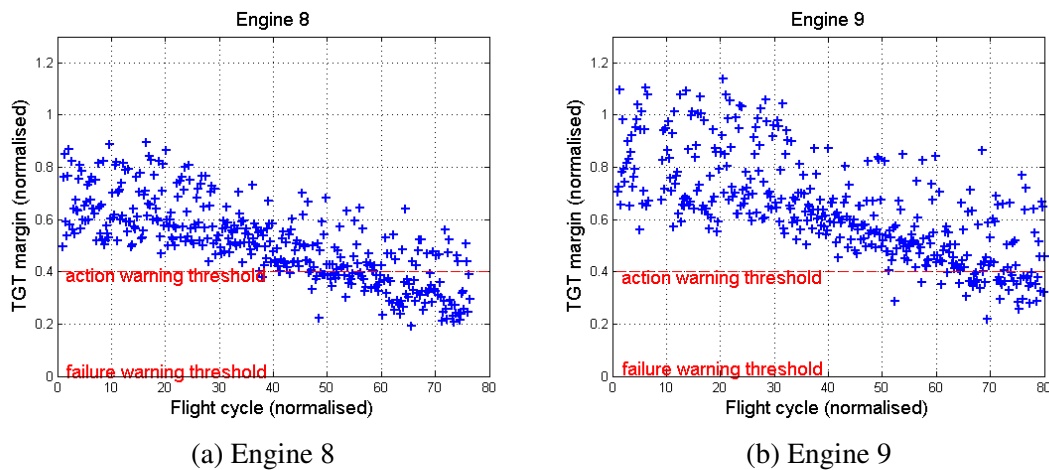 Engine 8
1.2
1
0.8
0.6
0.4
0.2
0
TGT margin (normalised)
action warning threshold
failure warning threshold
0 10 20 30 40 50 60 70 80
Flight cycle (normalised)
(a) Engine 8
Engine 9
1.2
1
0.8
0.6
0.4
0.2
0
TGT margin (normalised)
action warning threshold
failure warning threshold
0 10 20 30 40 50 60 70 80
Flight cycle (normalised)
(b) Engine 9